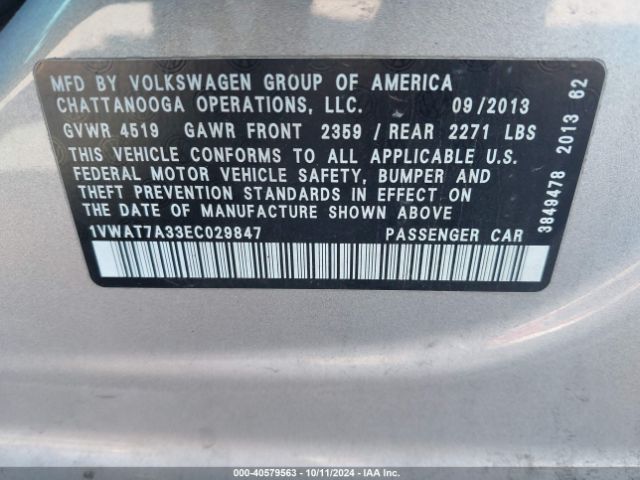 MFD BY VOLKSWAGEN GROUP OF AMERICA
CHATTANOOGA OPERATIONS, LLC. 09/2013
GVWR 4519 GAWR FRONT 2359 / REAR 2271 LBS
THIS VEHICLE CONFORMS TO ALL APPLICABLE U.S.
FEDERAL MOTOR VEHICLE SAFETY, BUMPER AND
THEFT PREVENTION STANDARDS IN EFFECT ON
THE DATE OF MANUFACTURE SHOWN ABOVE
1VWAT7A33EC029847 PASSENGER CAR
3849478 2013 62
000-40579563 - 10/11/2024 - IAA Inc.